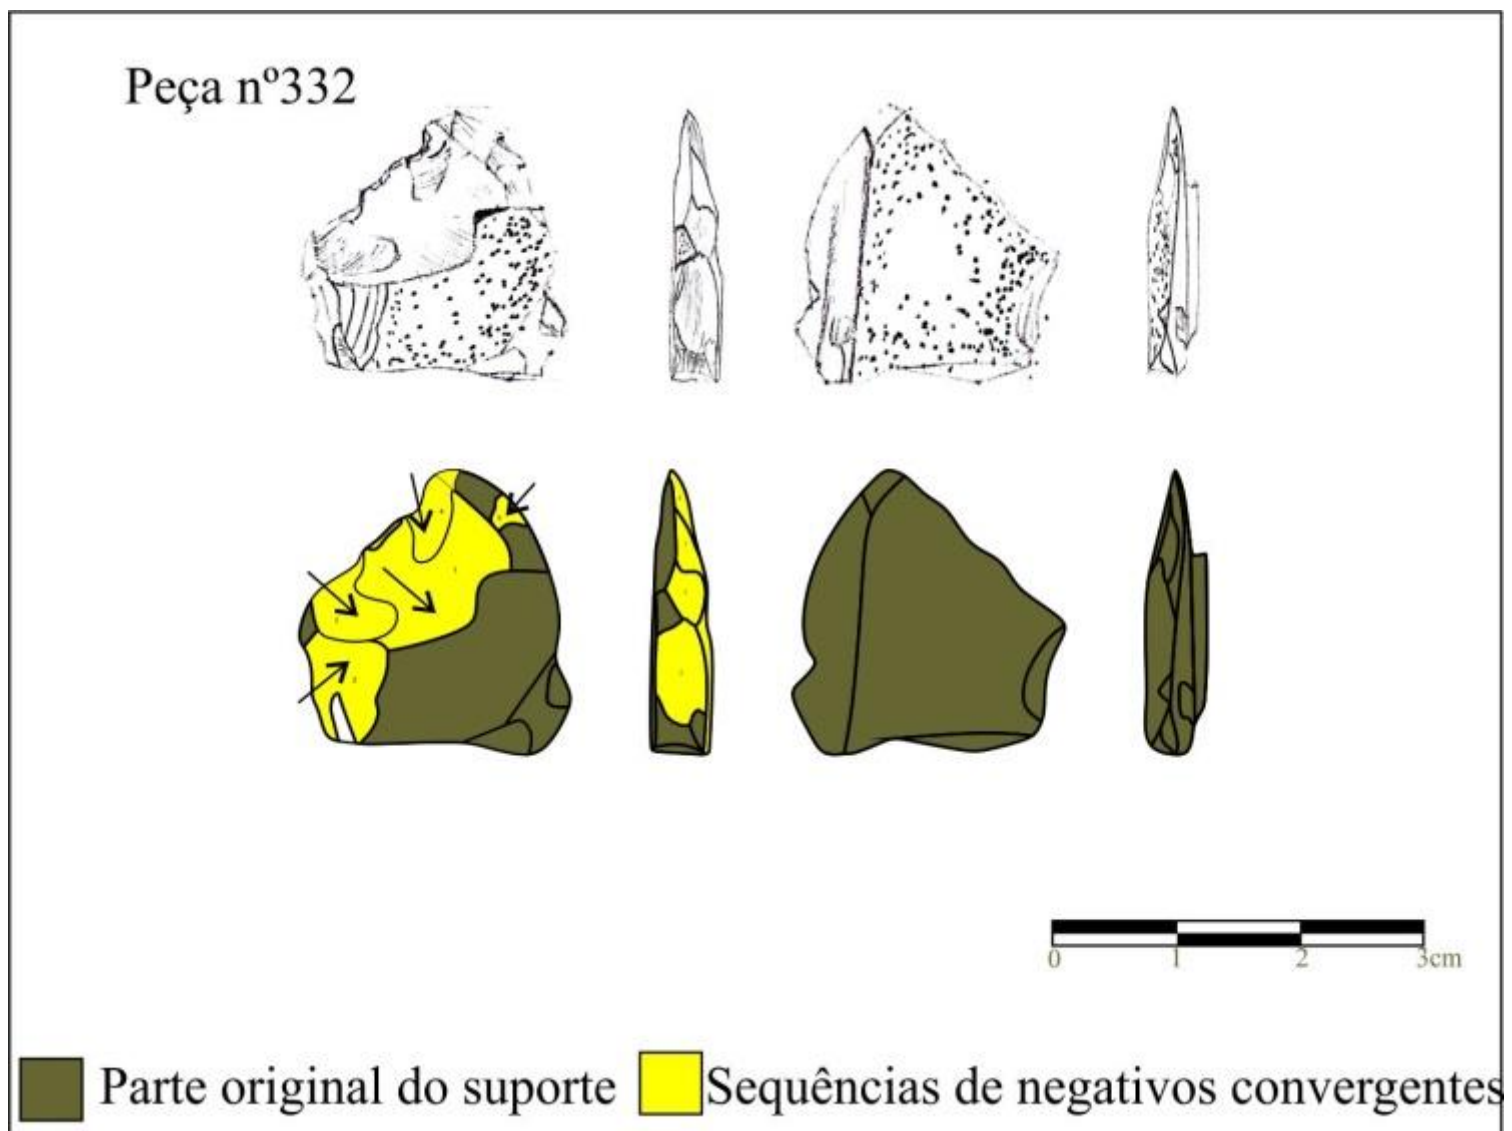 Peça nº332
0 1 2 3cm
Parte original do suporte
Sequências de negativos convergentes